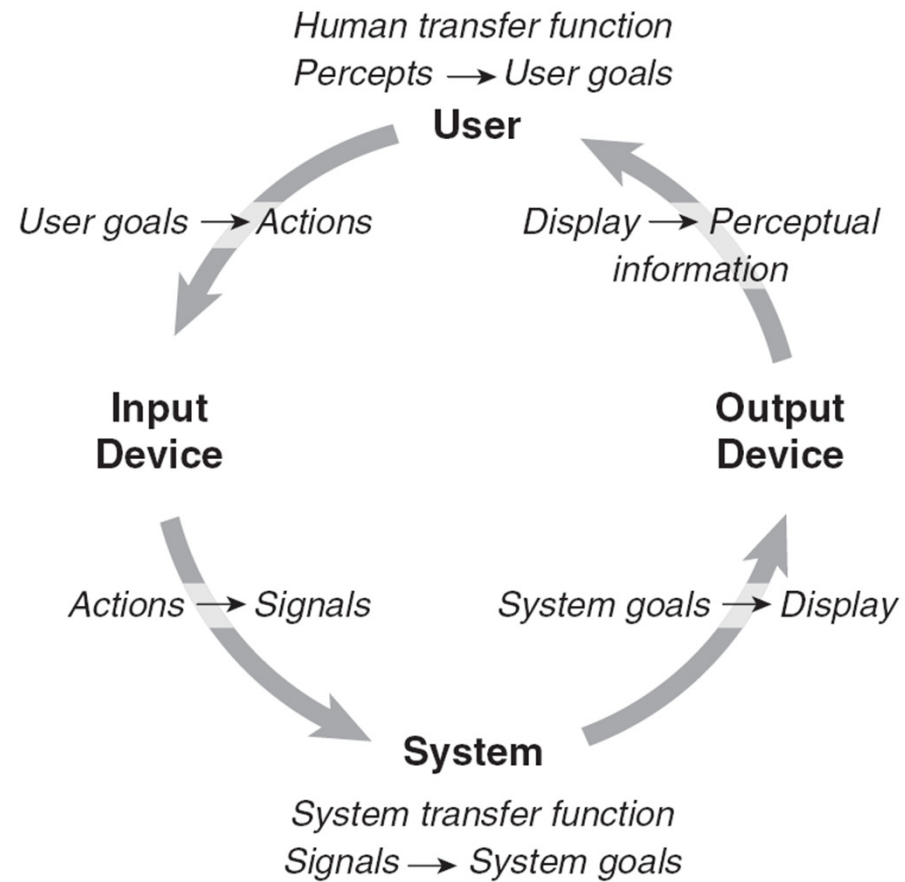 Human transfer function
Percepts → User goals
User
User goals → Actions
Display → Perceptual
information
Input
Device
Output
Device
Actions → Signals
System goals → Display
System
System transfer function
Signals → System goals